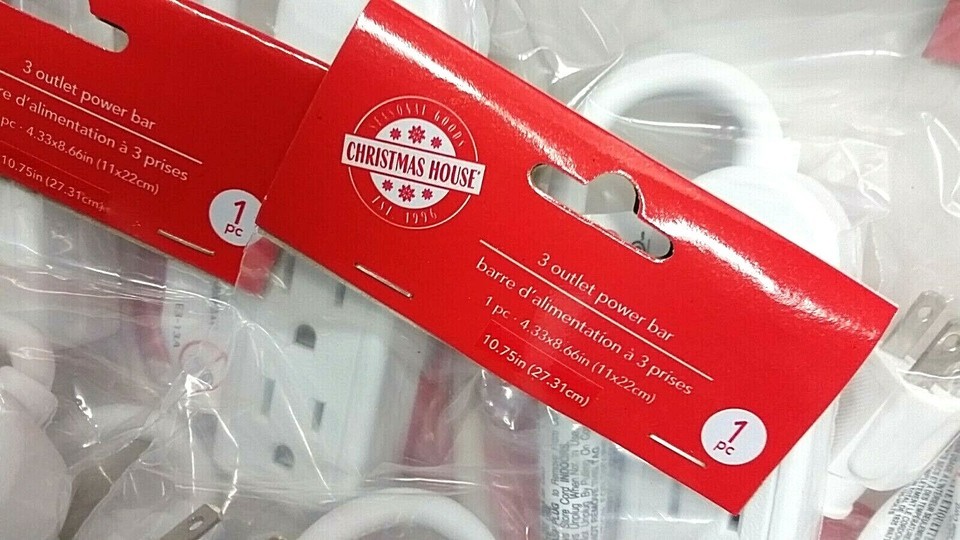 3 outlet power bar
re d'alimentation à 3 prises
pc · 4.33x8.66in (11x22cm)
10.75in (27.31cm)
1
pc
SEASONAL GOODS
CHRISTMAS HOUSE
EST 1996
3 outlet power bar
barre d'alimentation à 3 prises
1 pc · 4.33x8.66in (11x22cm)
10.75in (27.31cm)
1
pc